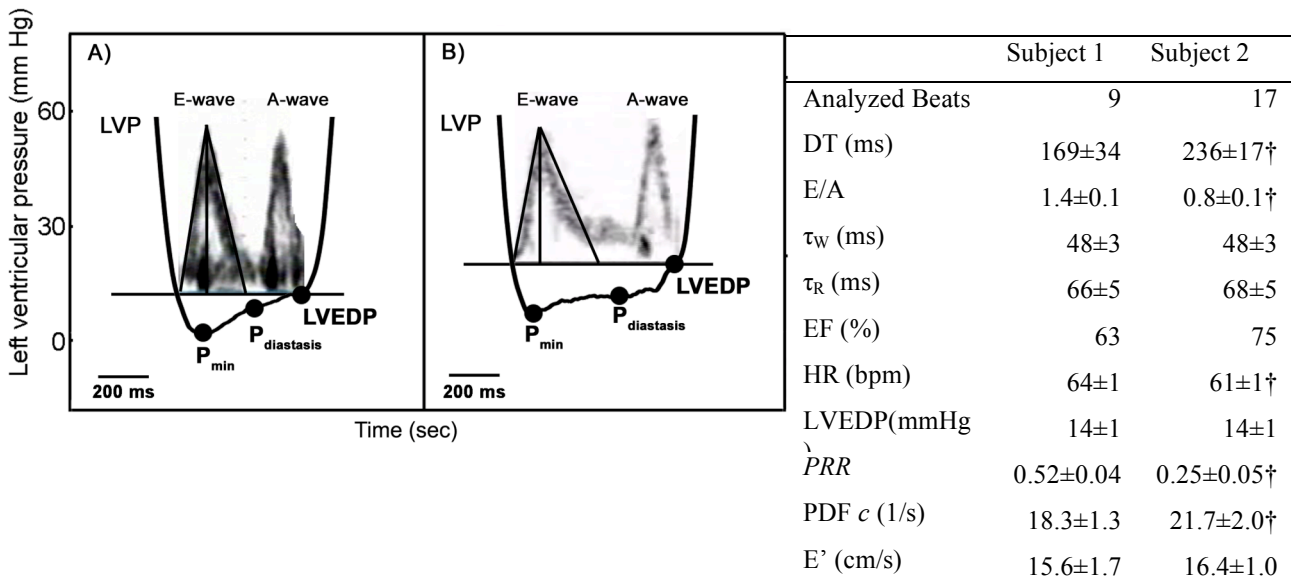 Left ventricular pressure (mm Hg)
60
30
0
A)
E-wave A-wave
LVP
P min
P diastasis
LVEDP
200 ms
B)
E-wave A-wave
LVP
P min
P diastasis
LVEDP
200 ms
Time (sec)
Subject 1 Subject 2
Analyzed Beats 9 17
DT (ms) 169±34 236±17†
E/A 1.4±0.1 0.8±0.1†
τW (ms) 48±3 48±3
τR (ms) 66±5 68±5
EF (%) 63 75
HR (bpm) 64±1 61±1†
LVEDP(mmHg 14±1 14±1
)
PRR 0.52±0.04 0.25±0.05†
PDF c (1/s) 18.3±1.3 21.7±2.0†
E’ (cm/s) 15.6±1.7 16.4±1.0